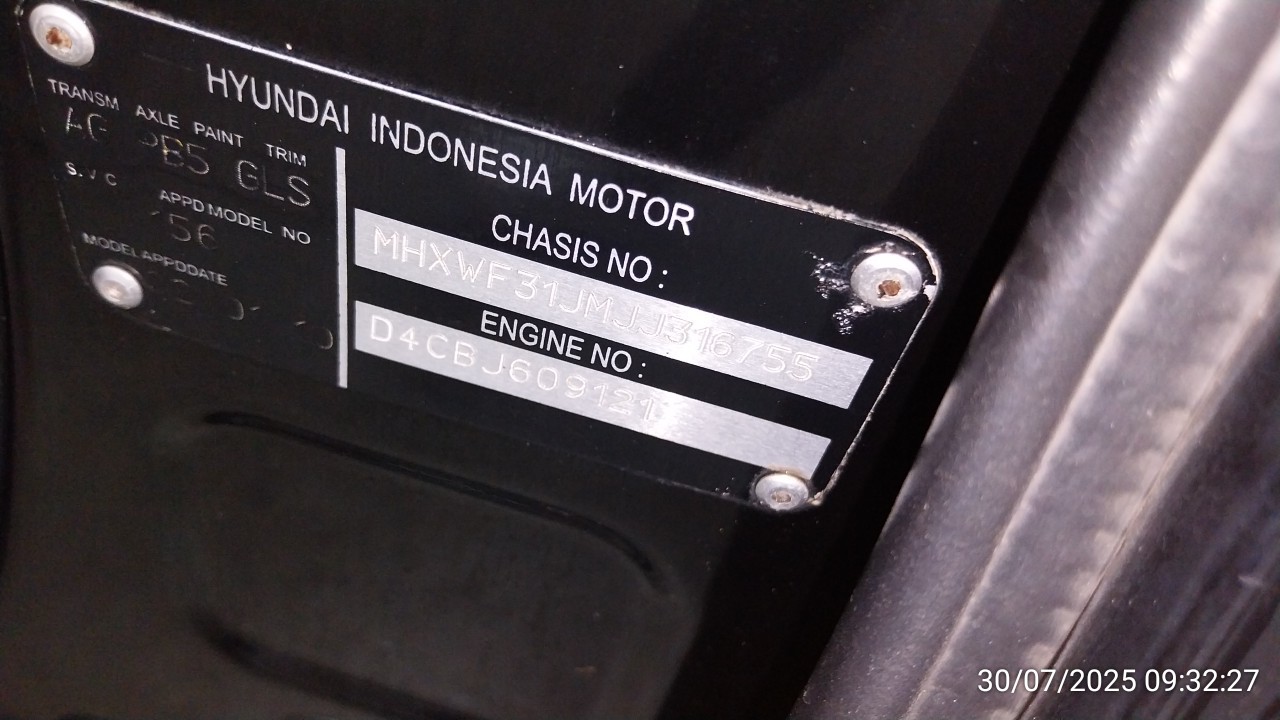 HYUNDAI INDONESIA MOTOR
TRANSM AXLE PAINT TRIM
GLS
APPD MODEL NO
56
MODEL APPDDATE
CHASIS NO :
MHXWF31JMJJ316755
ENGINE NO :
30/07/2025 09:32:27